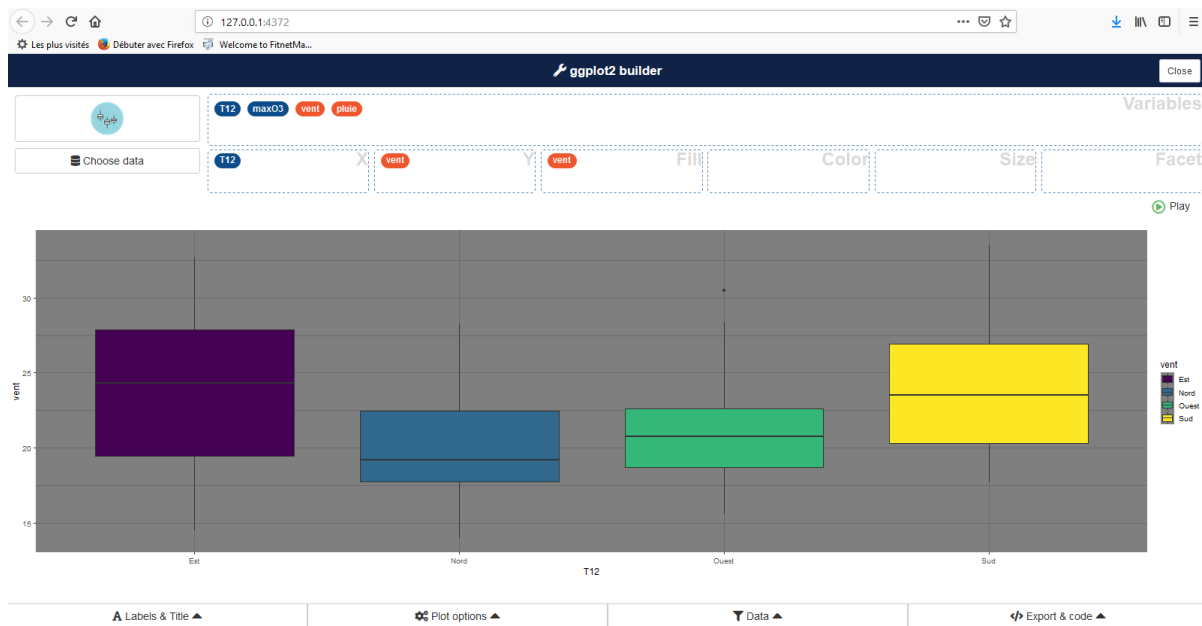 127.0.0.1:4372
Les plus visités Débuter avec Firefox Welcome to FitnetMa...
ggplot2 builder
Close
T12 maxO3 vent pluie Variables
Choose data
T12 X vent Y vent Fill Color Size Facet
Play
30
25
20
15
vent
Est Nord Ouest Sud
T12
vent
Est
Nord
Ouest
Sud
A Labels & Title Plot options Data </> Export & code